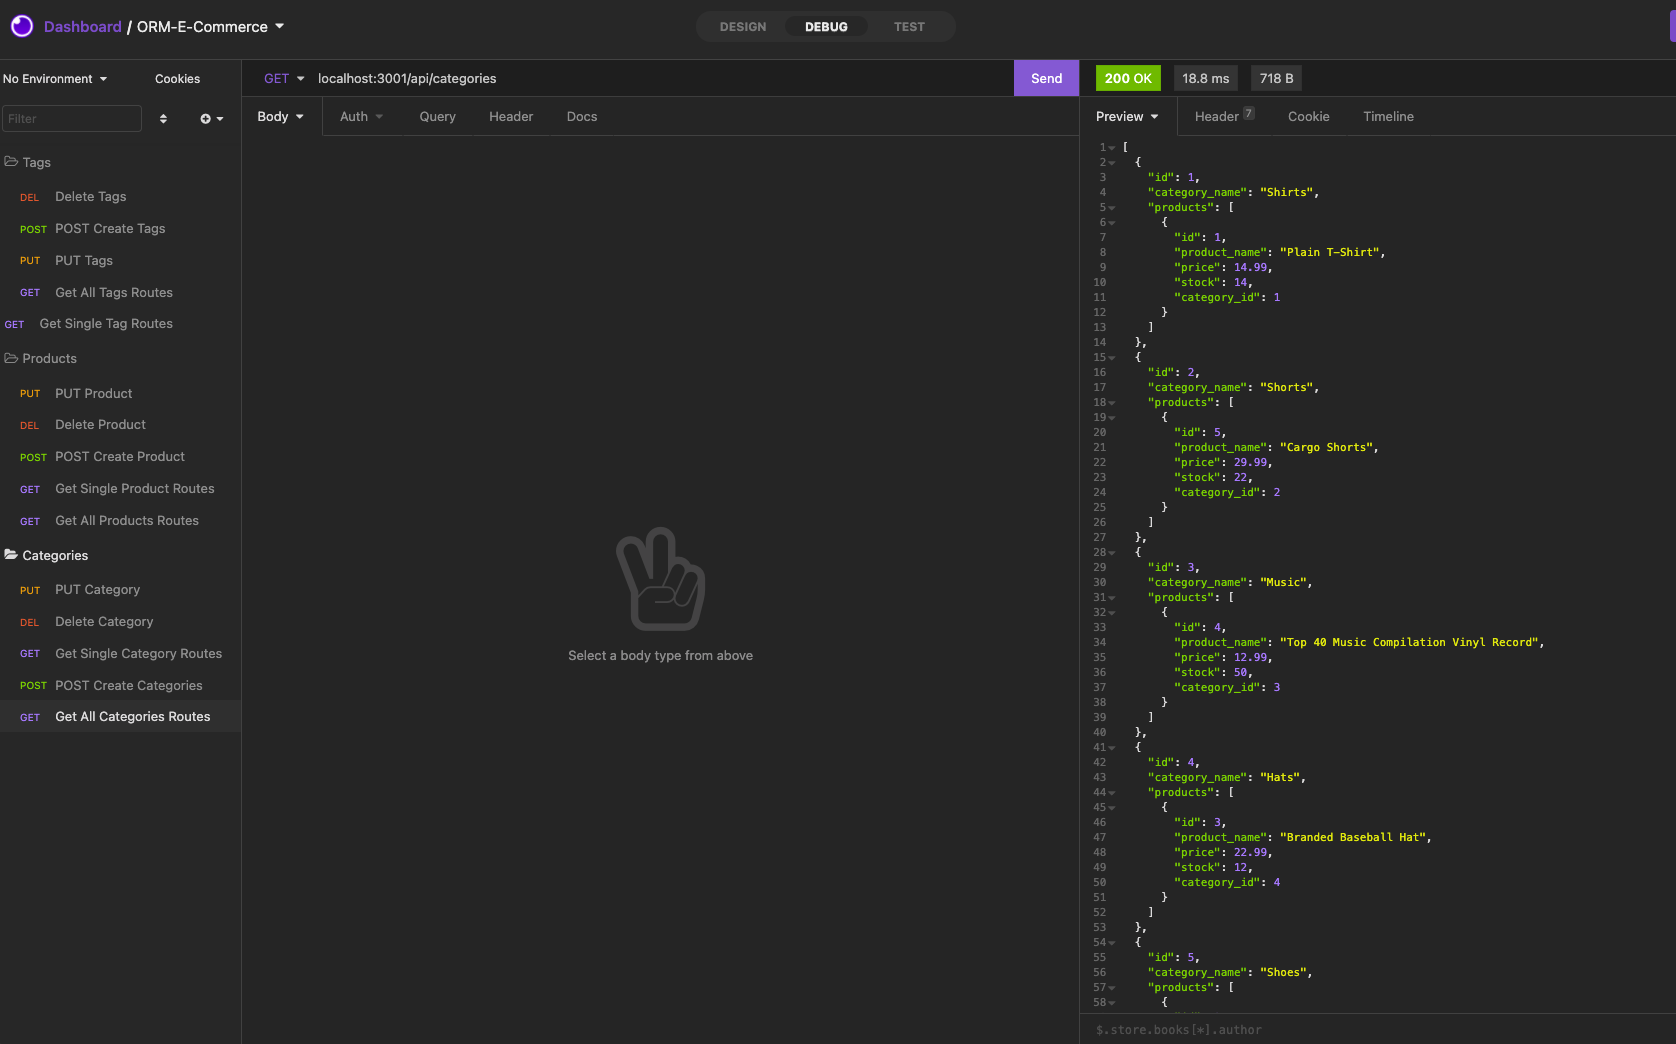 Dashboard / ORM-E-Commerce
DESIGN DEBUG TEST
No Environment Cookies
Filter
Tags
DEL Delete Tags
POST POST Create Tags
PUT PUT Tags
GET Get All Tags Routes
GET Get Single Tag Routes
Products
PUT PUT Product
DEL Delete Product
POST POST Create Product
GET Get Single Product Routes
GET Get All Products Routes
Categories
PUT PUT Category
DEL Delete Category
GET Get Single Category Routes
POST POST Create Categories
GET Get All Categories Routes
GET localhost:3001/api/categories Send
Body Auth Query Header Docs
Select a body type from above
200 OK 18.8 ms 718 B
Preview Header 7 Cookie Timeline
1 [
2 {
3 "id": 1,
4 "category_name": "Shirts",
5 "products": [
6 {
7 "id": 1,
8 "product_name": "Plain T-Shirt",
9 "price": 14.99,
10 "stock": 14,
11 "category_id": 1
12 }
13 ]
14 },
15 {
16 "id": 2,
17 "category_name": "Shorts",
18 "products": [
19 {
20 "id": 5,
21 "product_name": "Cargo Shorts",
22 "price": 29.99,
23 "stock": 22,
24 "category_id": 2
25 }
26 ]
27 },
28 {
29 "id": 3,
30 "category_name": "Music",
31 "products": [
32 {
33 "id": 4,
34 "product_name": "Top 40 Music Compilation Vinyl Record",
35 "price": 12.99,
36 "stock": 50,
37 "category_id": 3
38 }
39 ]
40 },
41 {
42 "id": 4,
43 "category_name": "Hats",
44 "products": [
45 {
46 "id": 3,
47 "product_name": "Branded Baseball Hat",
48 "price": 22.99,
49 "stock": 12,
50 "category_id": 4
51 }
52 ]
53 },
54 {
55 "id": 5,
56 "category_name": "Shoes",
57 "products": [
58 {
$.store.books[*].author